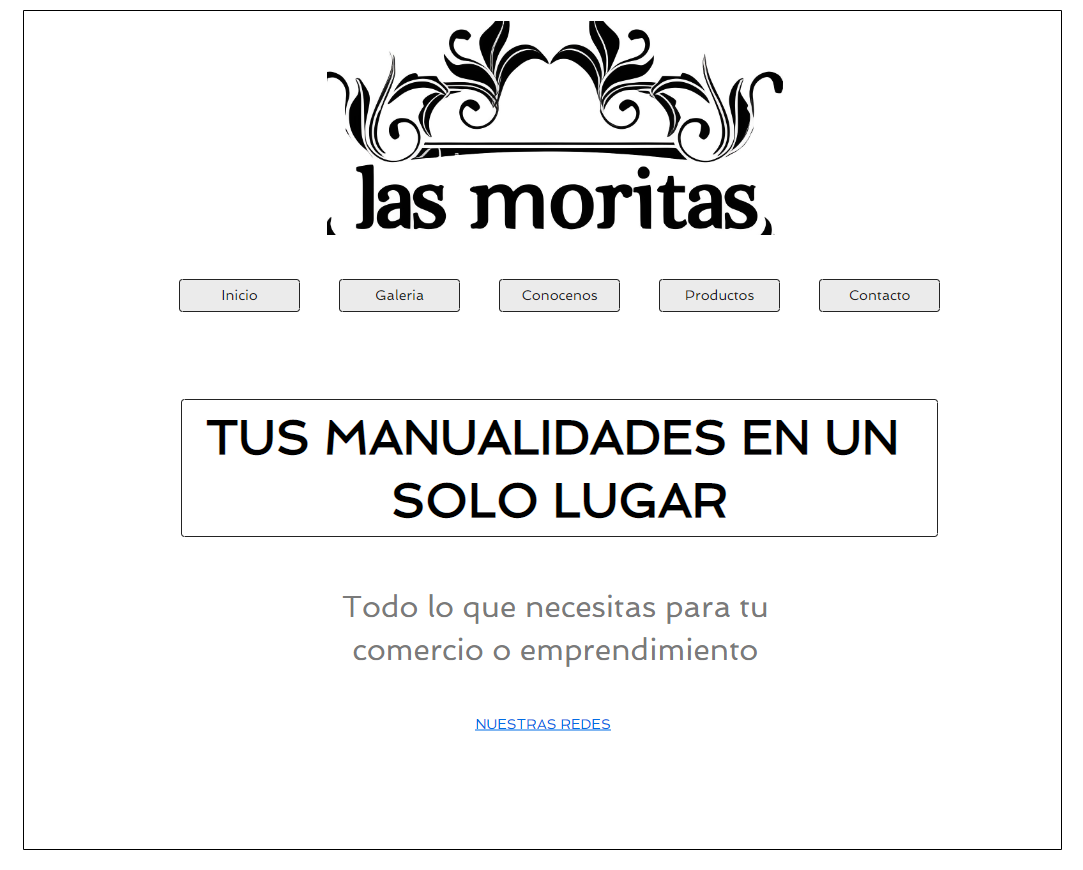 las moritas
Inicio
Galeria
Conocenos
Productos
Contacto
TUS MANUALIDADES EN UN
SOLO LUGAR
Todo lo que necesitas para tu
comercio o emprendimiento
NUESTRAS REDES